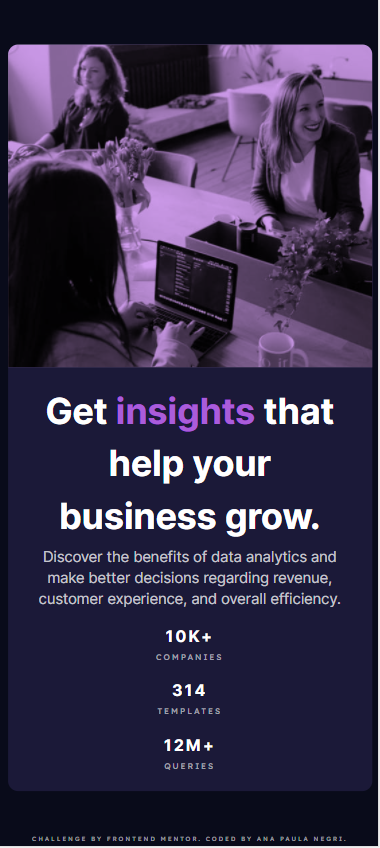 Get insights that
help your
business grow.
Discover the benefits of data analytics and
make better decisions regarding revenue,
customer experience, and overall efficiency.
10K+
COMPANIES
314
TEMPLATES
12M+
QUERIES
CHALLENGE BY FRONTEND MENTOR. CODED BY ANA PAULA NEGRI.